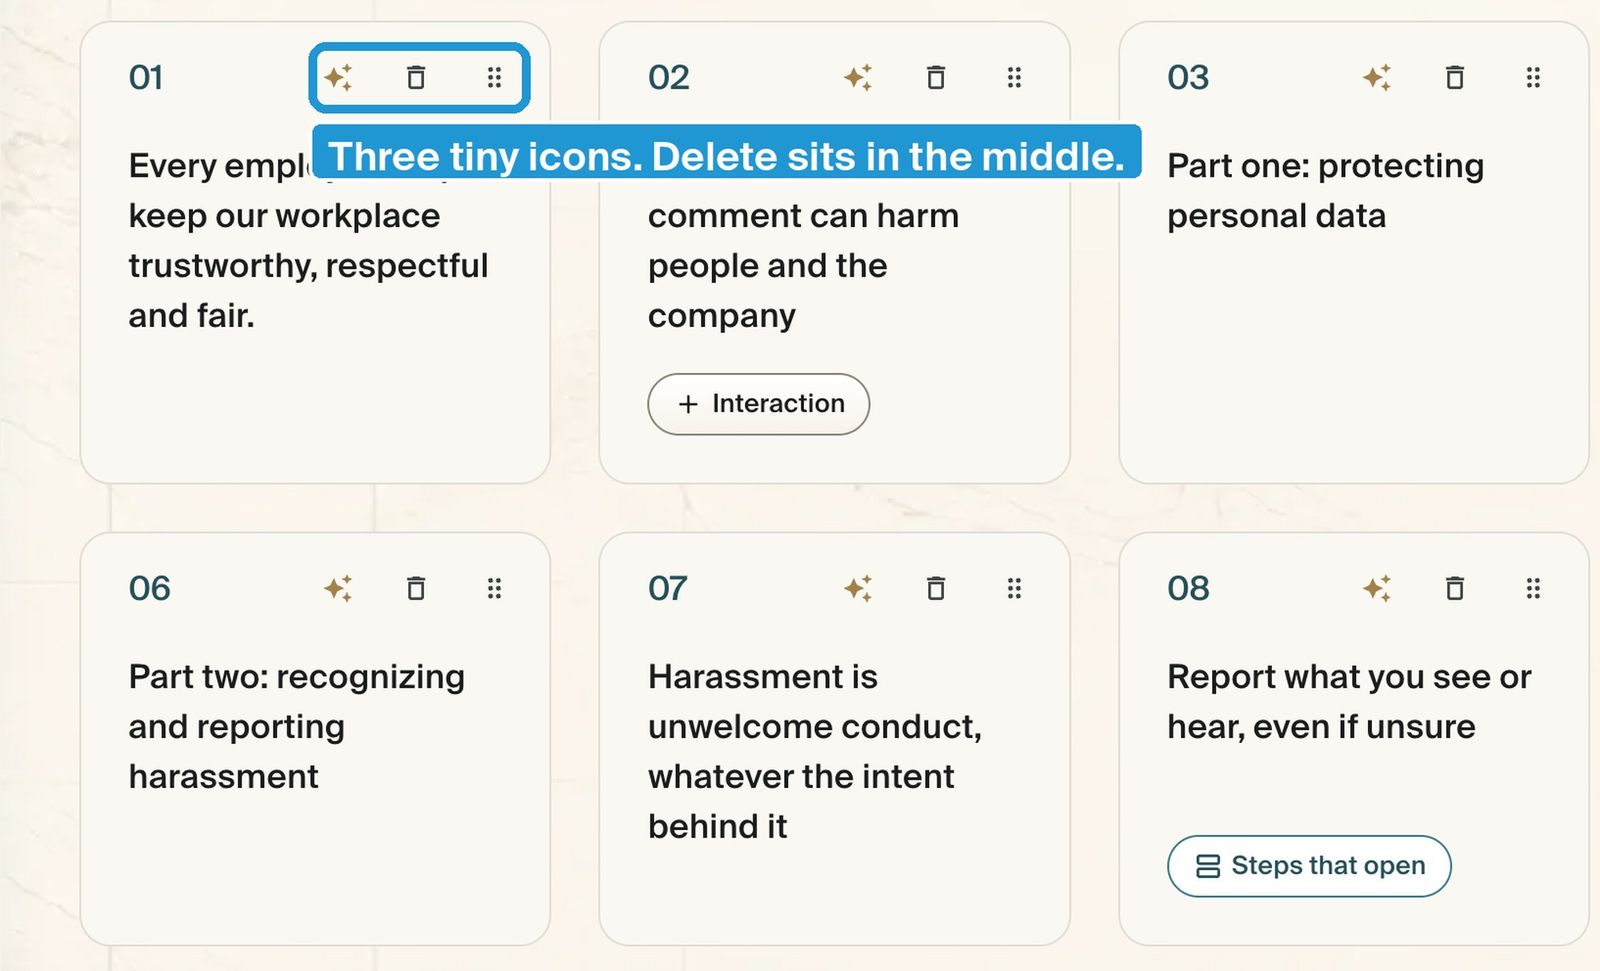 01
Every
keep our workplace
trustworthy, respectful
and fair.
Three tiny icons. Delete sits in the middle.
02
comment can harm
people and the
company
+ Interaction
03
Part one: protecting
personal data
06
Part two: recognizing
and reporting
harassment
07
Harassment is
unwelcome conduct,
whatever the intent
behind it
08
Report what you see or
hear, even if unsure
Steps that open